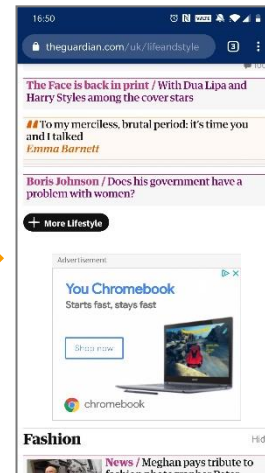 16:50
theguardian.com/uk/lifeandstyle
3
The Face is back in print / With Dua Lipa and
Harry Styles among the cover stars
To my merciless, brutal period: it's time you
and I talked
Emma Barnett
Boris Johnson / Does his government have a
problem with women?
+ More Lifestyle
Advertisement
You Chromebook
Starts fast, stays fast
Shop now
chromebook
Fashion
Hid
News / Meghan pays tribute to